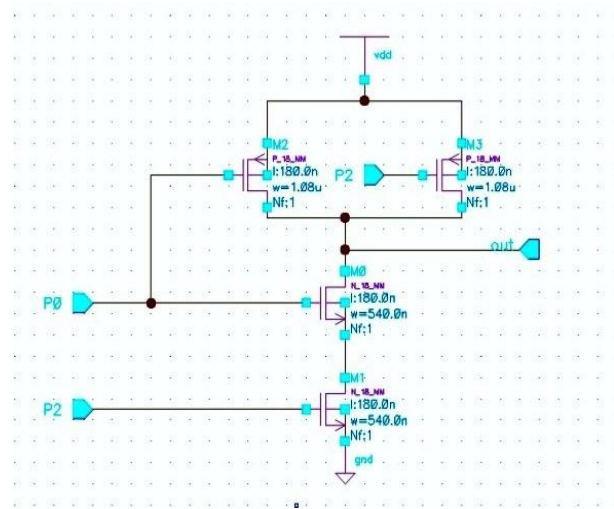 vdd
M2
P_18_MM
l:180.0n
w=1.08u
Nf:1
P2
M3
P_18_MM
l:180.0n
w=1.08u
Nf:1
out
P0
M0
N_18_MM
l:180.0n
w=540.0n
Nf:1
P2
M1
N_18_MM
l:180.0n
w=540.0n
Nf:1
gnd